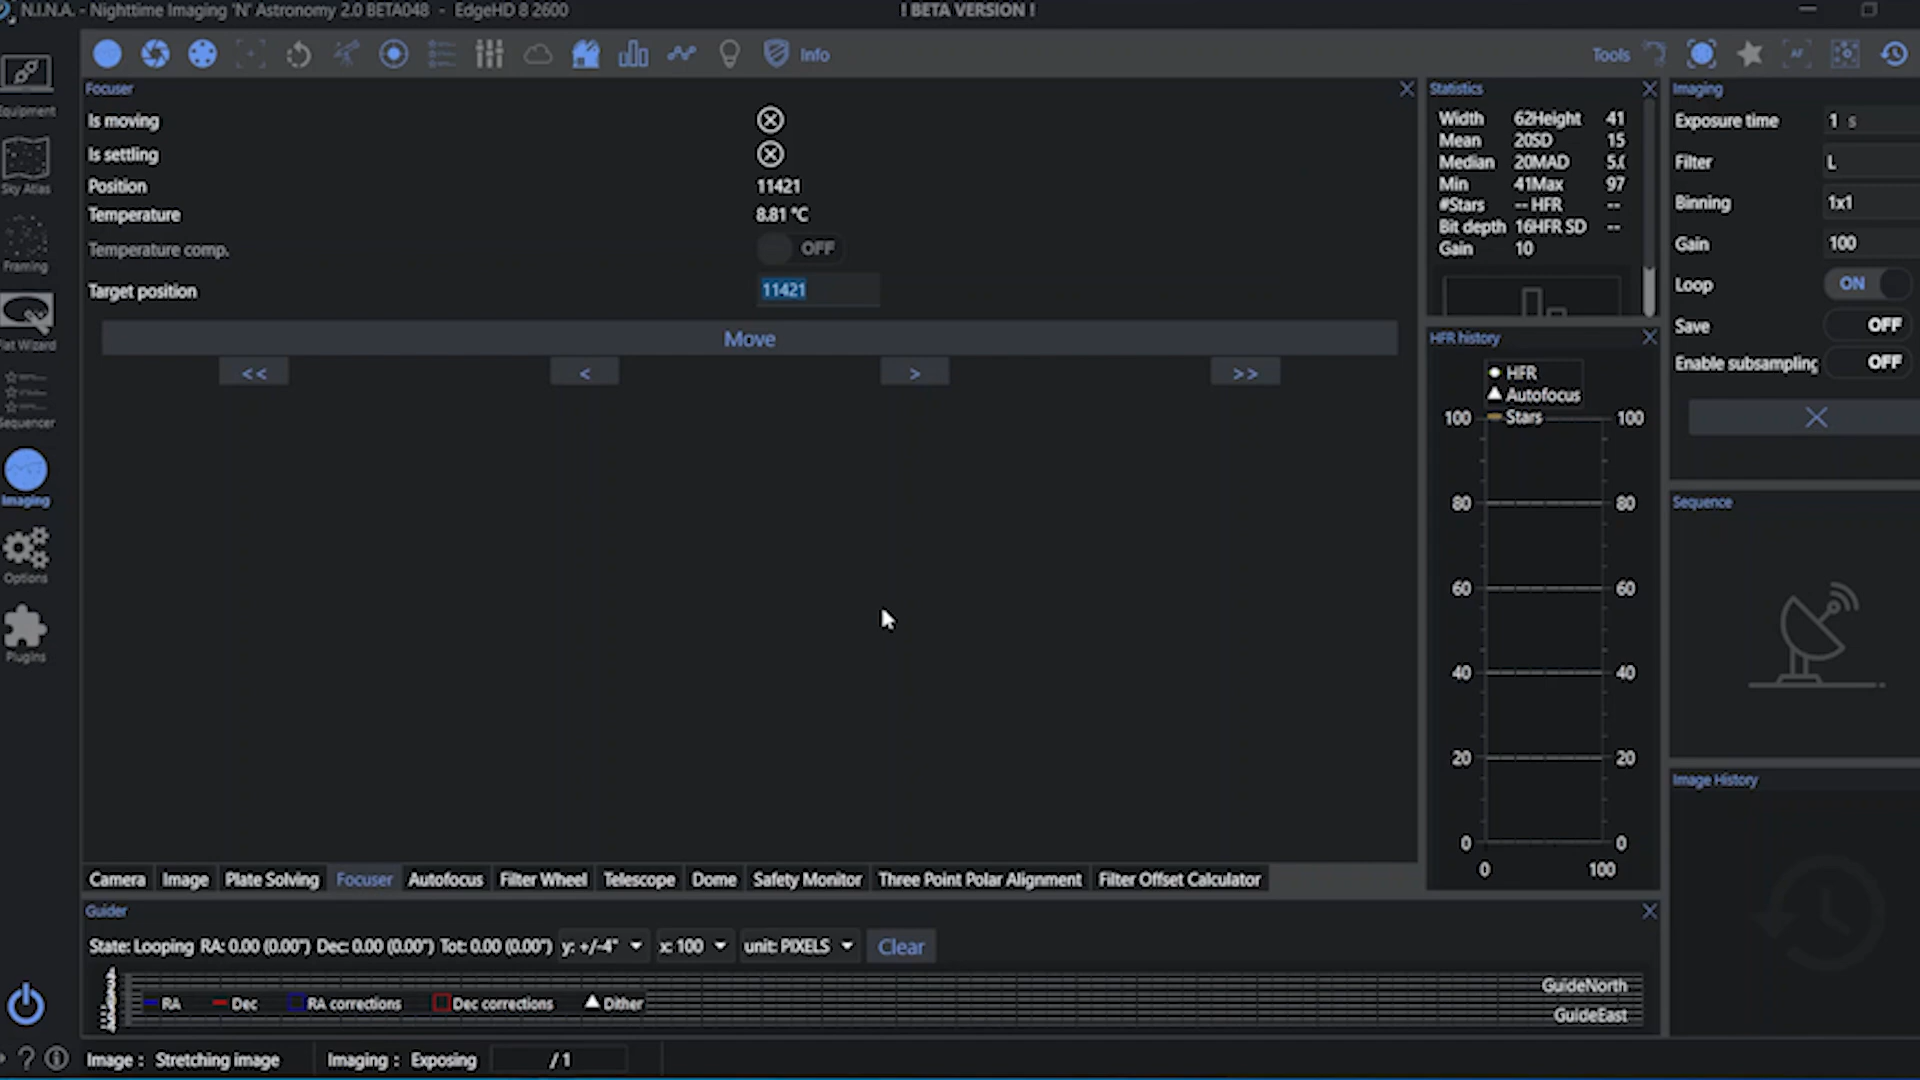 N.I.N.A. - Nighttime Imaging 'N' Astronomy 2.0 BETA048 - EdgeHD 8 2600
! BETA VERSION !
Info
Tools
Equipment
Sky Atlas
Framing
Flat Wizard
Sequencer
Imaging
Options
Plugins
Focuser
Is moving
Is settling
Position 11421
Temperature 8.81 °C
Temperature comp. OFF
Target position 11421
Move
<< < > >>
Statistics
Width 62 Height 41
Mean 20 SD 15
Median 20 MAD 5.(
Min 41 Max 97
#Stars -- HFR --
Bit depth 16 HFR SD --
Gain 10
HFR history
HFR
Autofocus
Stars
100 100
80 80
60 60
40 40
20 20
0 0
0 100
Imaging
Exposure time 1 s
Filter L
Binning 1x1
Gain 100
Loop ON
Save OFF
Enable subsampling OFF
Sequence
Image History
Camera Image Plate Solving Focuser Autofocus Filter Wheel Telescope Dome Safety Monitor Three Point Polar Alignment Filter Offset Calculator
Guider
State: Looping RA: 0.00 (0.00") Dec: 0.00 (0.00") Tot: 0.00 (0.00") y: +/-4" x: 100 unit: PIXELS Clear
RA Dec RA corrections Dec corrections Dither
GuideNorth
GuideEast
Image : Stretching image Imaging : Exposing / 1